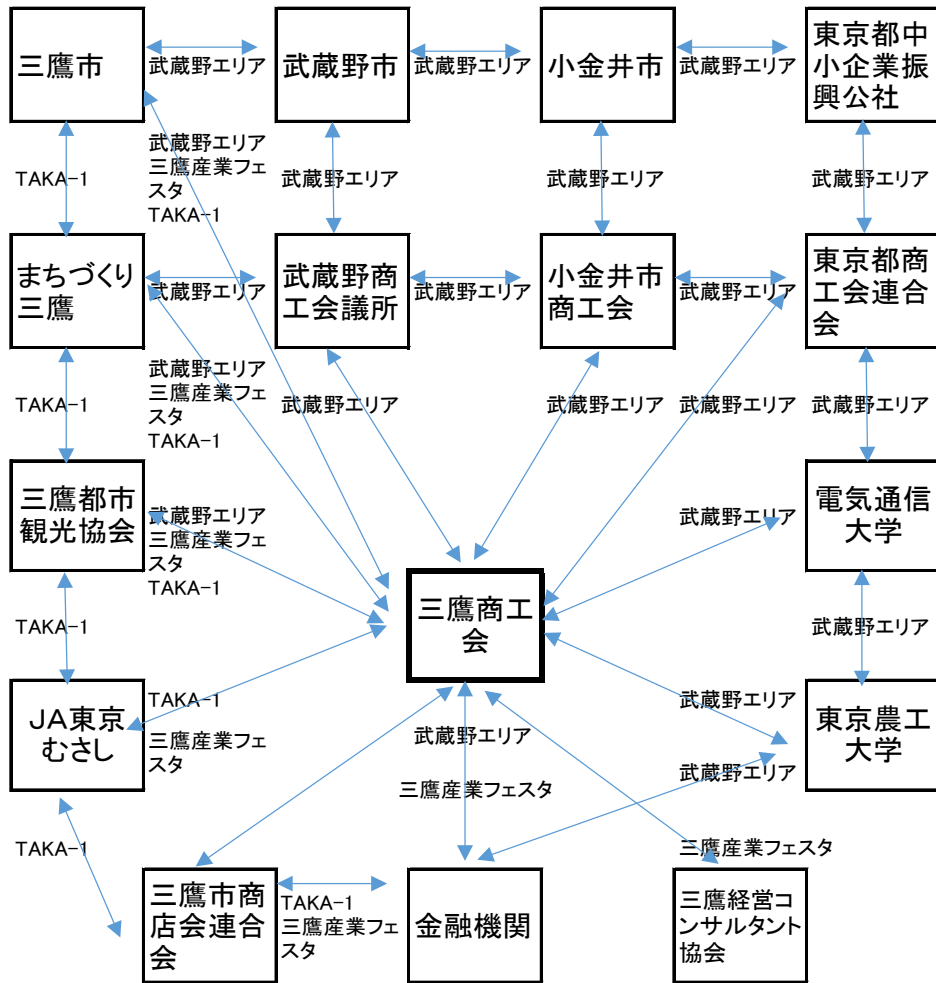 三鷹市
武蔵野エリア
武蔵野市
武蔵野エリア
小金井市
武蔵野エリア
東京都中
小企業振
興公社
TAKA-1
武蔵野エリア
三鷹産業フェ
スタ
TAKA-1
武蔵野エリア
武蔵野エリア
武蔵野エリア
まちづくり
三鷹
武蔵野エリア
武蔵野商
工会議所
武蔵野エリア
小金井市
商工会
武蔵野エリア
東京都商
工会連合
会
TAKA-1
武蔵野エリア
三鷹産業フェ
スタ
TAKA-1
武蔵野エリア
武蔵野エリア
武蔵野エリア
武蔵野エリア
三鷹都市
観光協会
武蔵野エリア
三鷹産業フェ
スタ
TAKA-1
武蔵野エリア
電気通信
大学
TAKA-1
三鷹商工
会
武蔵野エリア
JA東京
むさし
TAKA-1
三鷹産業フェ
スタ
武蔵野エリア
三鷹産業フェスタ
武蔵野エリア
武蔵野エリア
東京農工
大学
TAKA-1
三鷹市商
店会連合
会
TAKA-1
三鷹産業フェ
スタ
金融機関
三鷹産業フェスタ
三鷹経営コ
ンサルタント
協会